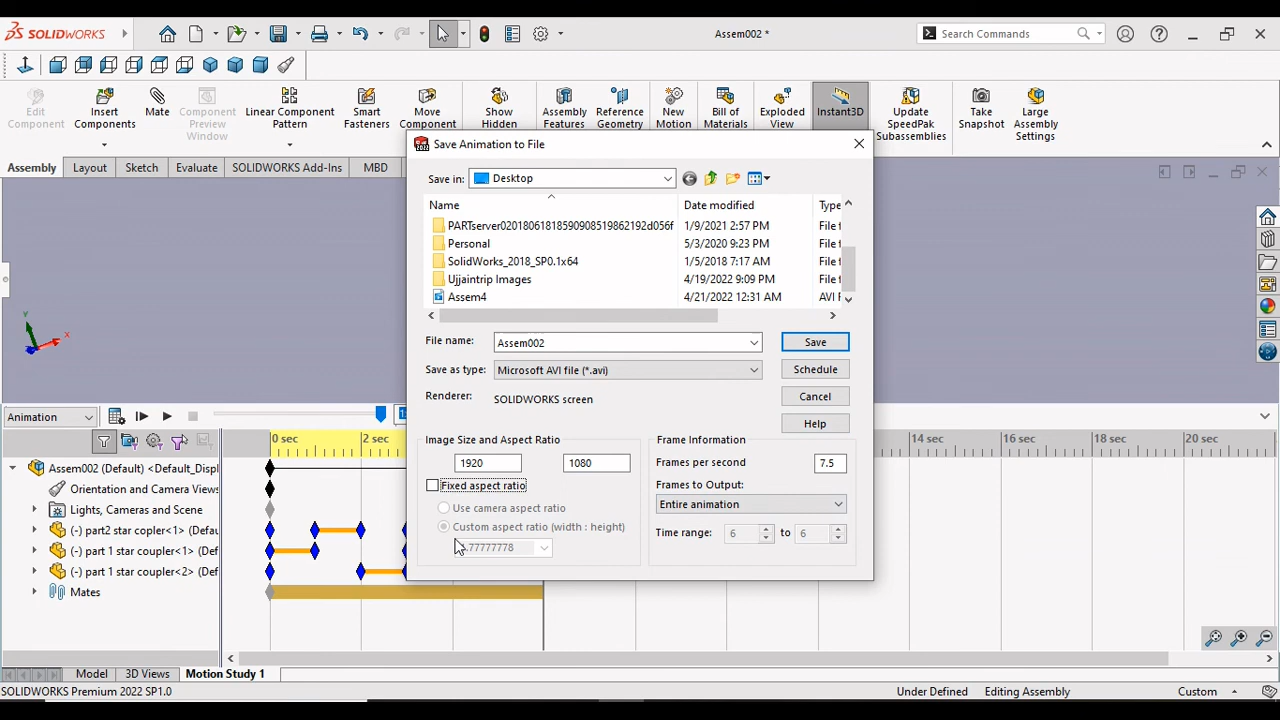 SOLIDWORKS
Assem002 *
Search Commands
Edit Component
Insert Components
Mate
Component Preview Window
Linear Component Pattern
Smart Fasteners
Move Component
Show Hidden
Assembly Features
Reference Geometry
New Motion
Bill of Materials
Exploded View
Instant3D
Update SpeedPak Subassemblies
Take Snapshot
Large Assembly Settings
Assembly Layout Sketch Evaluate SOLIDWORKS Add-Ins MBD
Save Animation to File
Save in: Desktop
Name Date modified Type
PARTserver02018061818590908519862192d056f 1/9/2021 2:57 PM File f
Personal 5/3/2020 9:23 PM File f
SolidWorks_2018_SP0.1x64 1/5/2018 7:17 AM File f
Ujjaintrip Images 4/19/2022 9:09 PM File f
Assem4 4/21/2022 12:31 AM AVI F
File name: Assem002 Save
Save as type: Microsoft AVI file (*.avi) Schedule
Renderer: SOLIDWORKS screen Cancel
Help
Image Size and Aspect Ratio
1920 1080
Fixed aspect ratio
Use camera aspect ratio
Custom aspect ratio (width : height)
.77777778
Frame Information
Frames per second 7.5
Frames to Output:
Entire animation
Time range: 6 to 6
Y
X
Z
Animation
0 sec 2 sec 14 sec 16 sec 18 sec 20 sec
Assem002 (Default) <Default_Displ
Orientation and Camera Views
Lights, Cameras and Scene
(-) part2 star copler<1> (Defau
(-) part 1 star coupler<1> (Def
(-) part 1 star coupler<2> (Def
Mates
Model 3D Views Motion Study 1
SOLIDWORKS Premium 2022 SP1.0 Under Defined Editing Assembly Custom